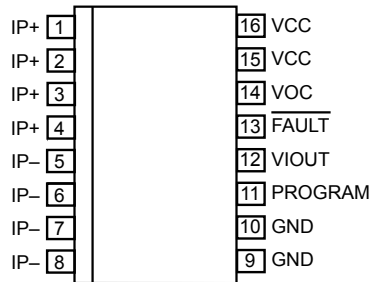 IP+ 1 16 VCC
IP+ 2 15 VCC
IP+ 3 14 VOC
IP+ 4 13 FAULT
IP– 5 12 VIOUT
IP– 6 11 PROGRAM
IP– 7 10 GND
IP– 8 9 GND